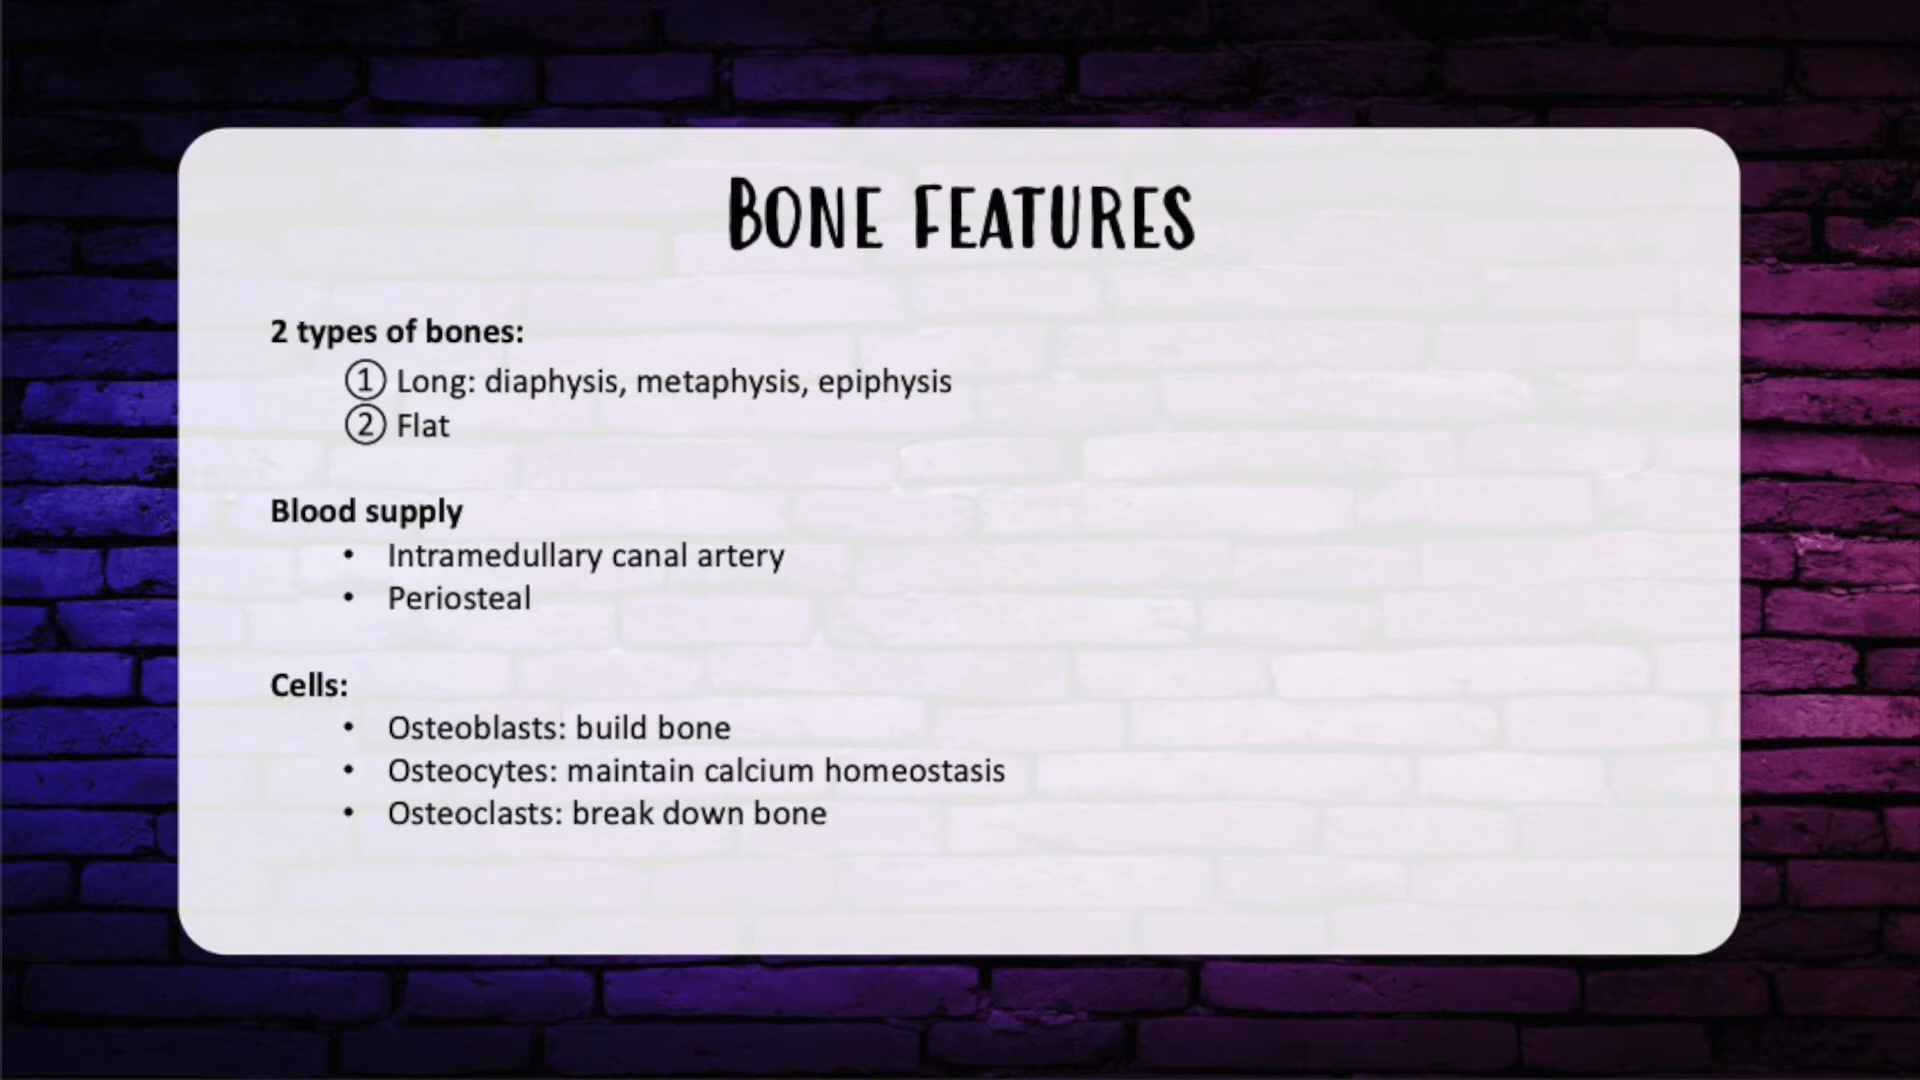 BONE FEATURES
2 types of bones:
① Long: diaphysis, metaphysis, epiphysis
② Flat
Blood supply
• Intramedullary canal artery
• Periosteal
Cells:
• Osteoblasts: build bone
• Osteocytes: maintain calcium homeostasis
• Osteoclasts: break down bone